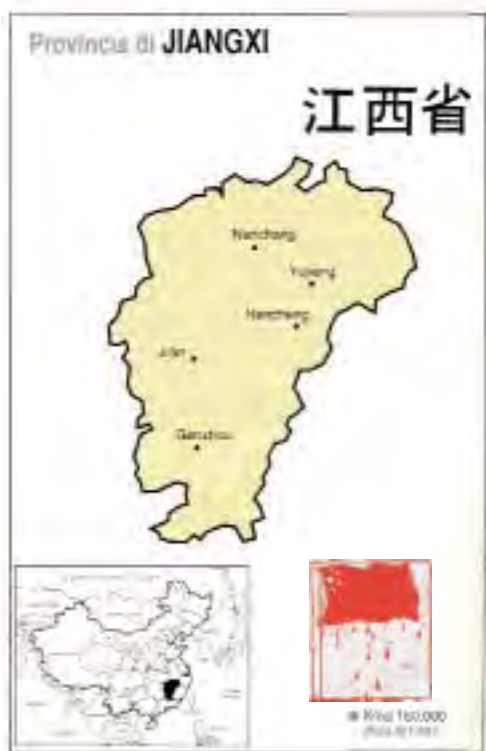 Provincia di JIANGXI
江西省
Nanchang
Yujiang
Nancheng
Ji'an
Ganzhou